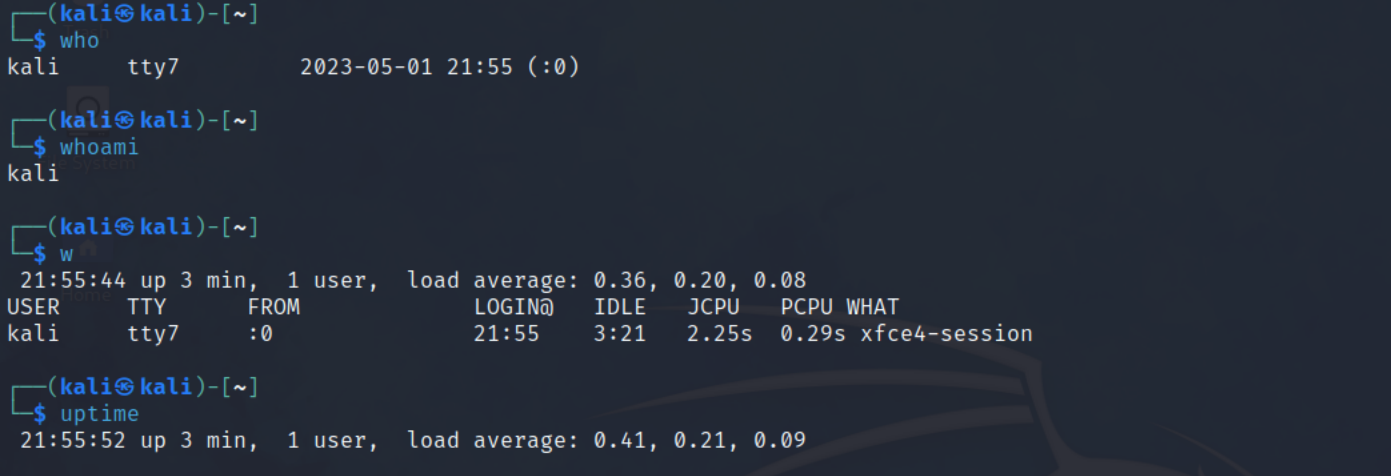 ┌──(kali㉿kali)-[~]
└─$ who
kali     tty7         2023-05-01 21:55 (:0)
┌──(kali㉿kali)-[~]
└─$ whoami
kali
┌──(kali㉿kali)-[~]
└─$ w
 21:55:44 up 3 min,  1 user,  load average: 0.36, 0.20, 0.08
USER     TTY      FROM             LOGIN@   IDLE   JCPU   PCPU WHAT
kali     tty7     :0               21:55    3:21   2.25s  0.29s xfce4-session
┌──(kali㉿kali)-[~]
└─$ uptime
 21:55:52 up 3 min,  1 user,  load average: 0.41, 0.21, 0.09